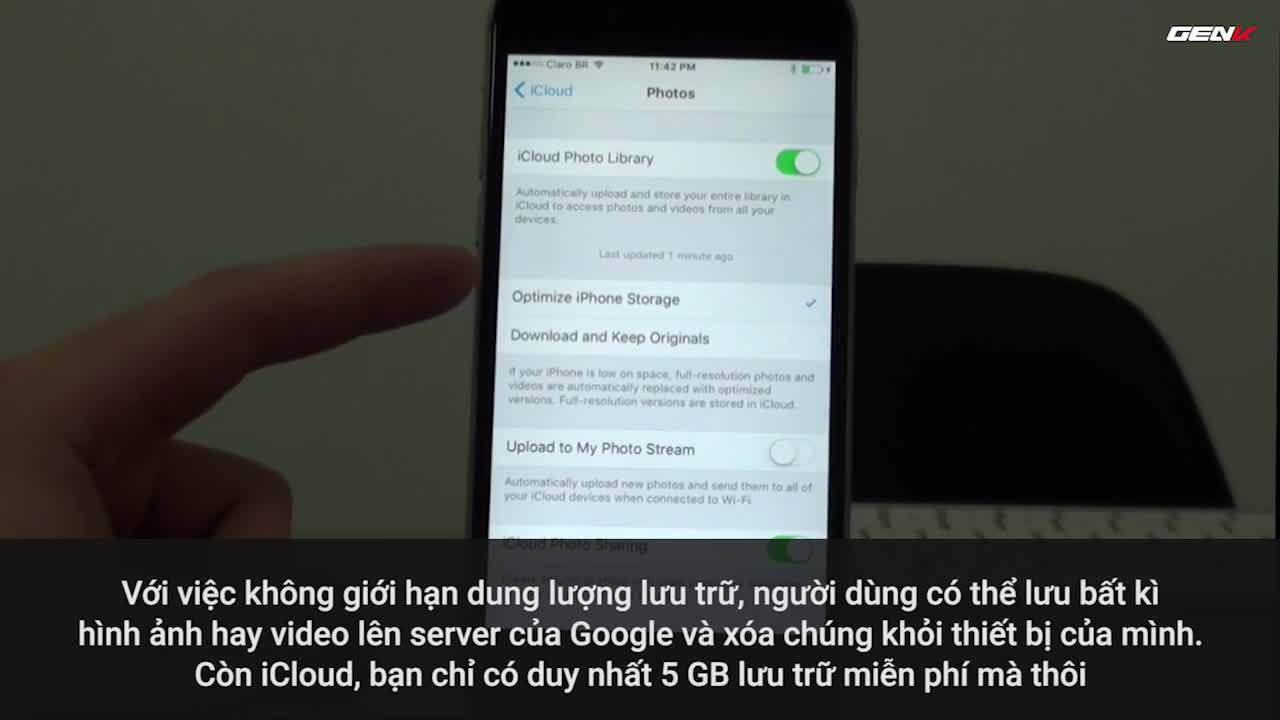 GENK
Claro BR 11:42 PM
iCloud Photos
iCloud Photo Library
Automatically upload and store your entire library in
iCloud to access photos and videos from all your
devices.
Last updated 1 minute ago
Optimize iPhone Storage
Download and Keep Originals
If your iPhone is low on space, full-resolution photos and
videos are automatically replaced with optimized
versions. Full-resolution versions are stored in iCloud.
Upload to My Photo Stream
Automatically upload new photos and send them to all of
your iCloud devices when connected to Wi-Fi.
iCloud Photo Sharing
Với việc không giới hạn dung lượng lưu trữ, người dùng có thể lưu bất kì
hình ảnh hay video lên server của Google và xóa chúng khỏi thiết bị của mình.
Còn iCloud, bạn chỉ có duy nhất 5 GB lưu trữ miễn phí mà thôi